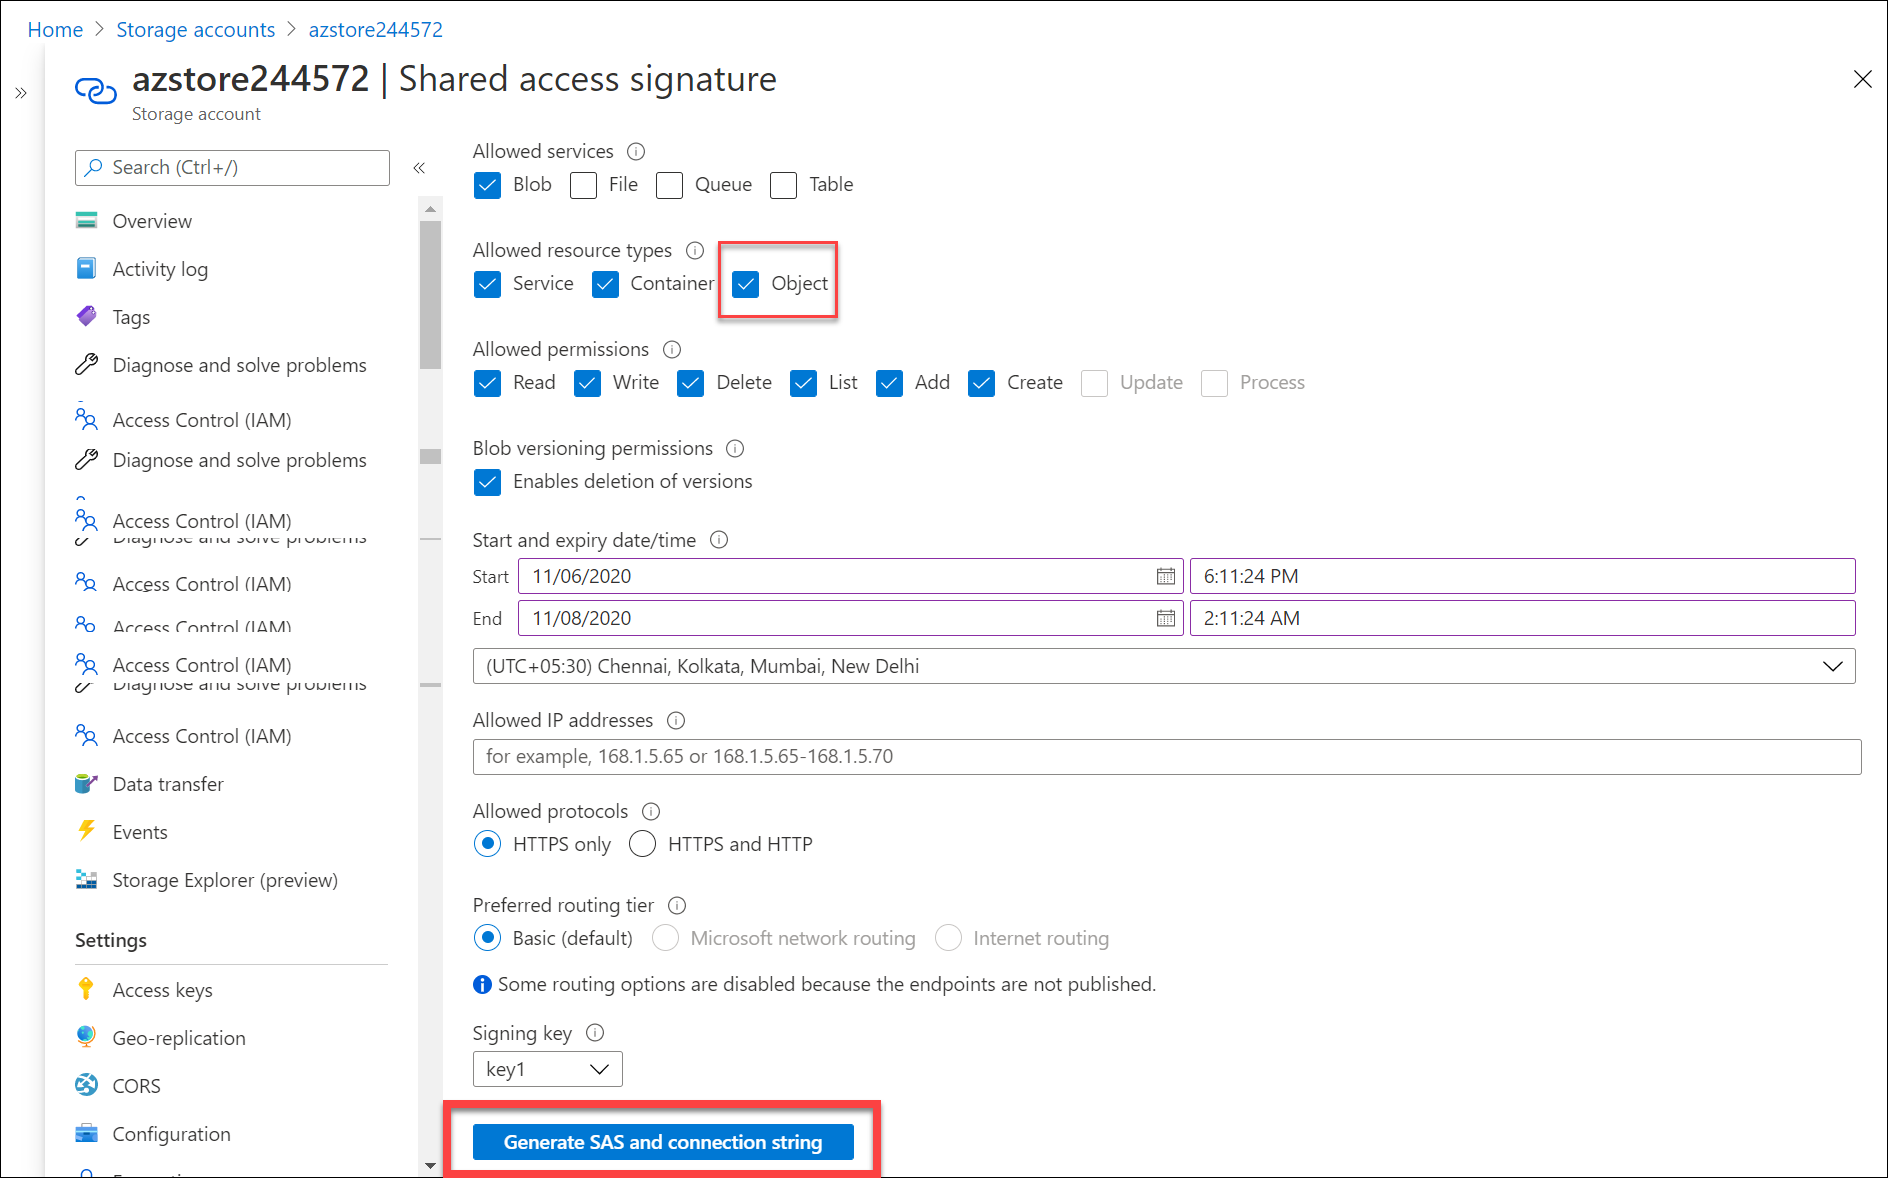 Home > Storage accounts > azstore244572
azstore244572 | Shared access signature
Storage account
Search (Ctrl+/)
Overview
Activity log
Tags
Diagnose and solve problems
Access Control (IAM)
Diagnose and solve problems
Access Control (IAM)
Diagnose and solve problems
Access Control (IAM)
Access Control (IAM)
Access Control (IAM)
Diagnose and solve problems
Access Control (IAM)
Data transfer
Events
Storage Explorer (preview)
Settings
Access keys
Geo-replication
CORS
Configuration
Allowed services
Blob File Queue Table
Allowed resource types
Service Container Object
Allowed permissions
Read Write Delete List Add Create Update Process
Blob versioning permissions
Enables deletion of versions
Start and expiry date/time
Start 11/06/2020 6:11:24 PM
End 11/08/2020 2:11:24 AM
(UTC+05:30) Chennai, Kolkata, Mumbai, New Delhi
Allowed IP addresses
for example, 168.1.5.65 or 168.1.5.65-168.1.5.70
Allowed protocols
HTTPS only HTTPS and HTTP
Preferred routing tier
Basic (default) Microsoft network routing Internet routing
Some routing options are disabled because the endpoints are not published.
Signing key
key1
Generate SAS and connection string